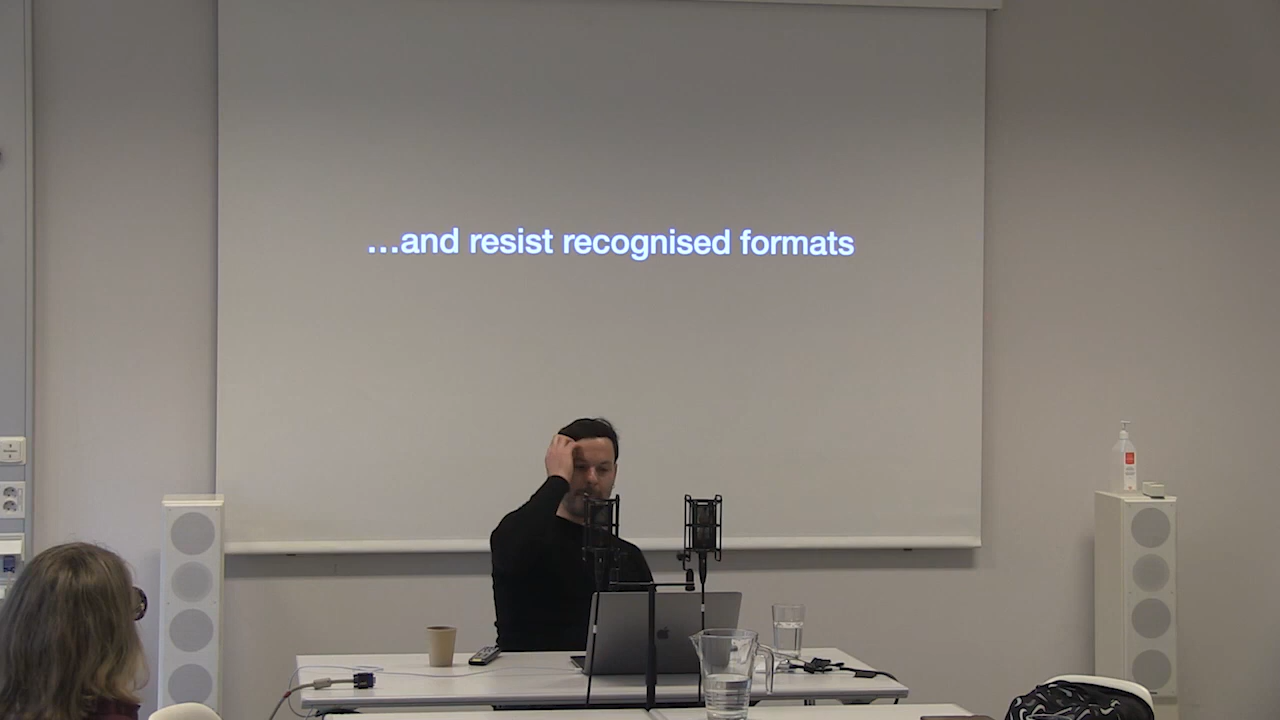 …and resist recognised formats